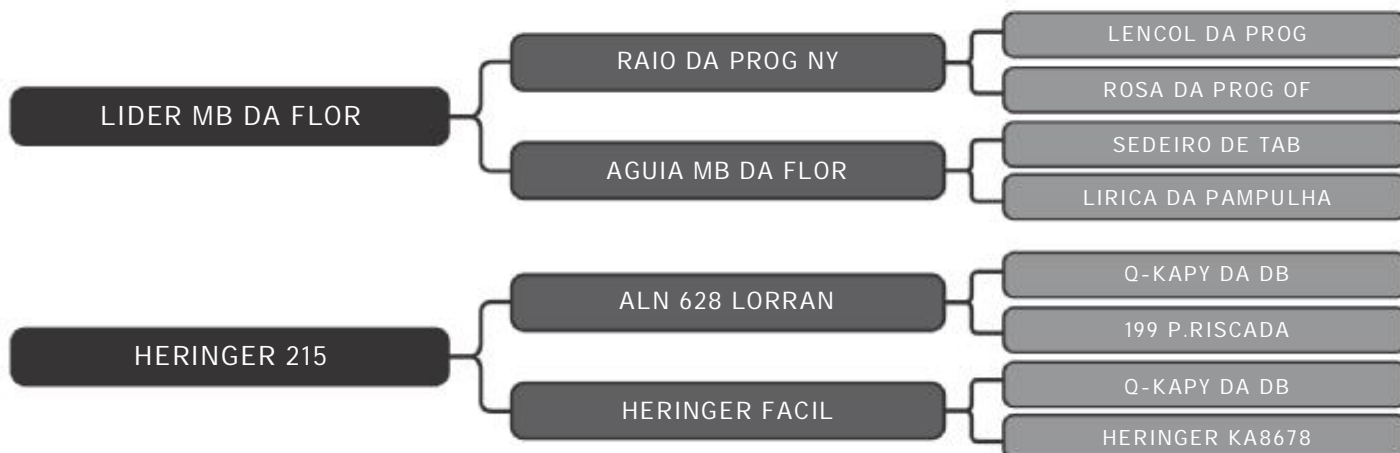 LIDER MB DA FLOR
RAIO DA PROG NY
LENCOL DA PROG
ROSA DA PROG OF
AGUIA MB DA FLOR
SEDEIRO DE TAB
LIRICA DA PAMPULHA
HERINGER 215
ALN 628 LORRAN
Q-KAPY DA DB
199 P.RISCADA
HERINGER FACIL
Q-KAPY DA DB
HERINGER KA8678